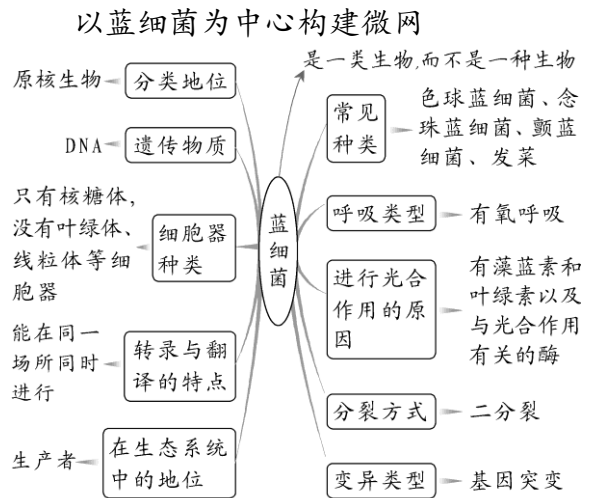 以蓝细菌为中心构建微网
是一类生物,而不是一种生物
原核生物
分类地位
DNA
遗传物质
只有核糖体,
没有叶绿体、
线粒体等细
胞器
细胞器
种类
能在同一
场所同时
进行
转录与翻
译的特点
生产者
在生态系统
中的地位
蓝
细
菌
常见
种类
色球蓝细菌、念
珠蓝细菌、颤蓝
细菌、发菜
呼吸类型
有氧呼吸
进行光合
作用的原
因
有藻蓝素和
叶绿素以及
与光合作用
有关的酶
分裂方式
二分裂
变异类型
基因突变